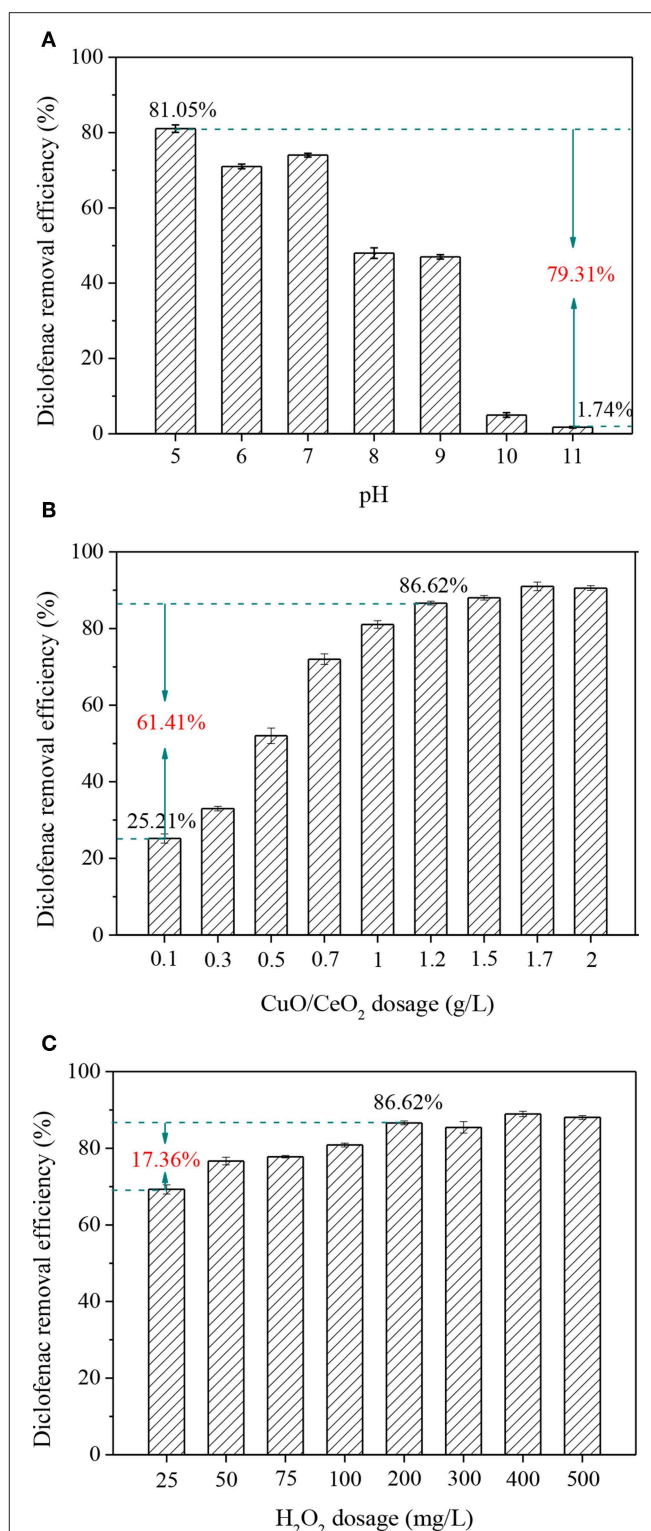 A
Diclofenac removal efficiency (%)
100
80
60
40
20
0
81.05%
79.31%
1.74%
5 6 7 8 9 10 11
pH
B
Diclofenac removal efficiency (%)
100
80
60
40
20
0
86.62%
61.41%
25.21%
0.1 0.3 0.5 0.7 1 1.2 1.5 1.7 2
CuO/CeO₂ dosage (g/L)
C
Diclofenac removal efficiency (%)
100
80
60
40
20
0
86.62%
17.36%
25 50 75 100 200 300 400 500
H₂O₂ dosage (mg/L)